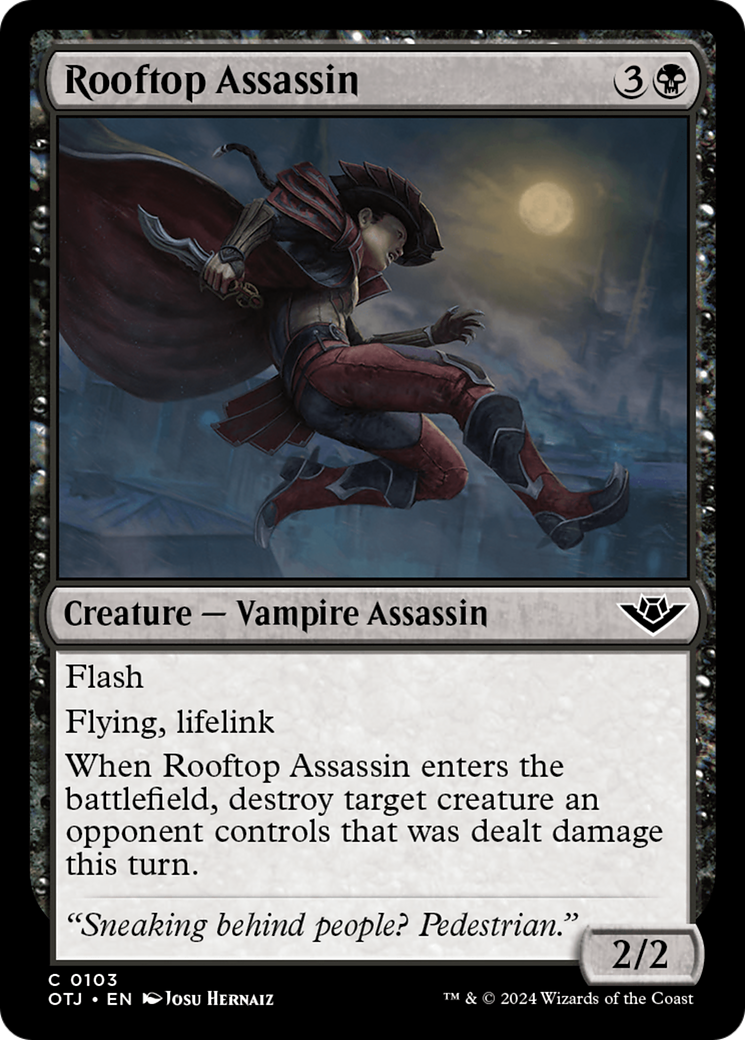 Rooftop Assassin 3
Creature — Vampire Assassin
Flash
Flying, lifelink
When Rooftop Assassin enters the
battlefield, destroy target creature an
opponent controls that was dealt damage
this turn.
“Sneaking behind people? Pedestrian.”
2/2
C 0103
OTJ • EN Josu Hernaiz
™ & © 2024 Wizards of the Coast